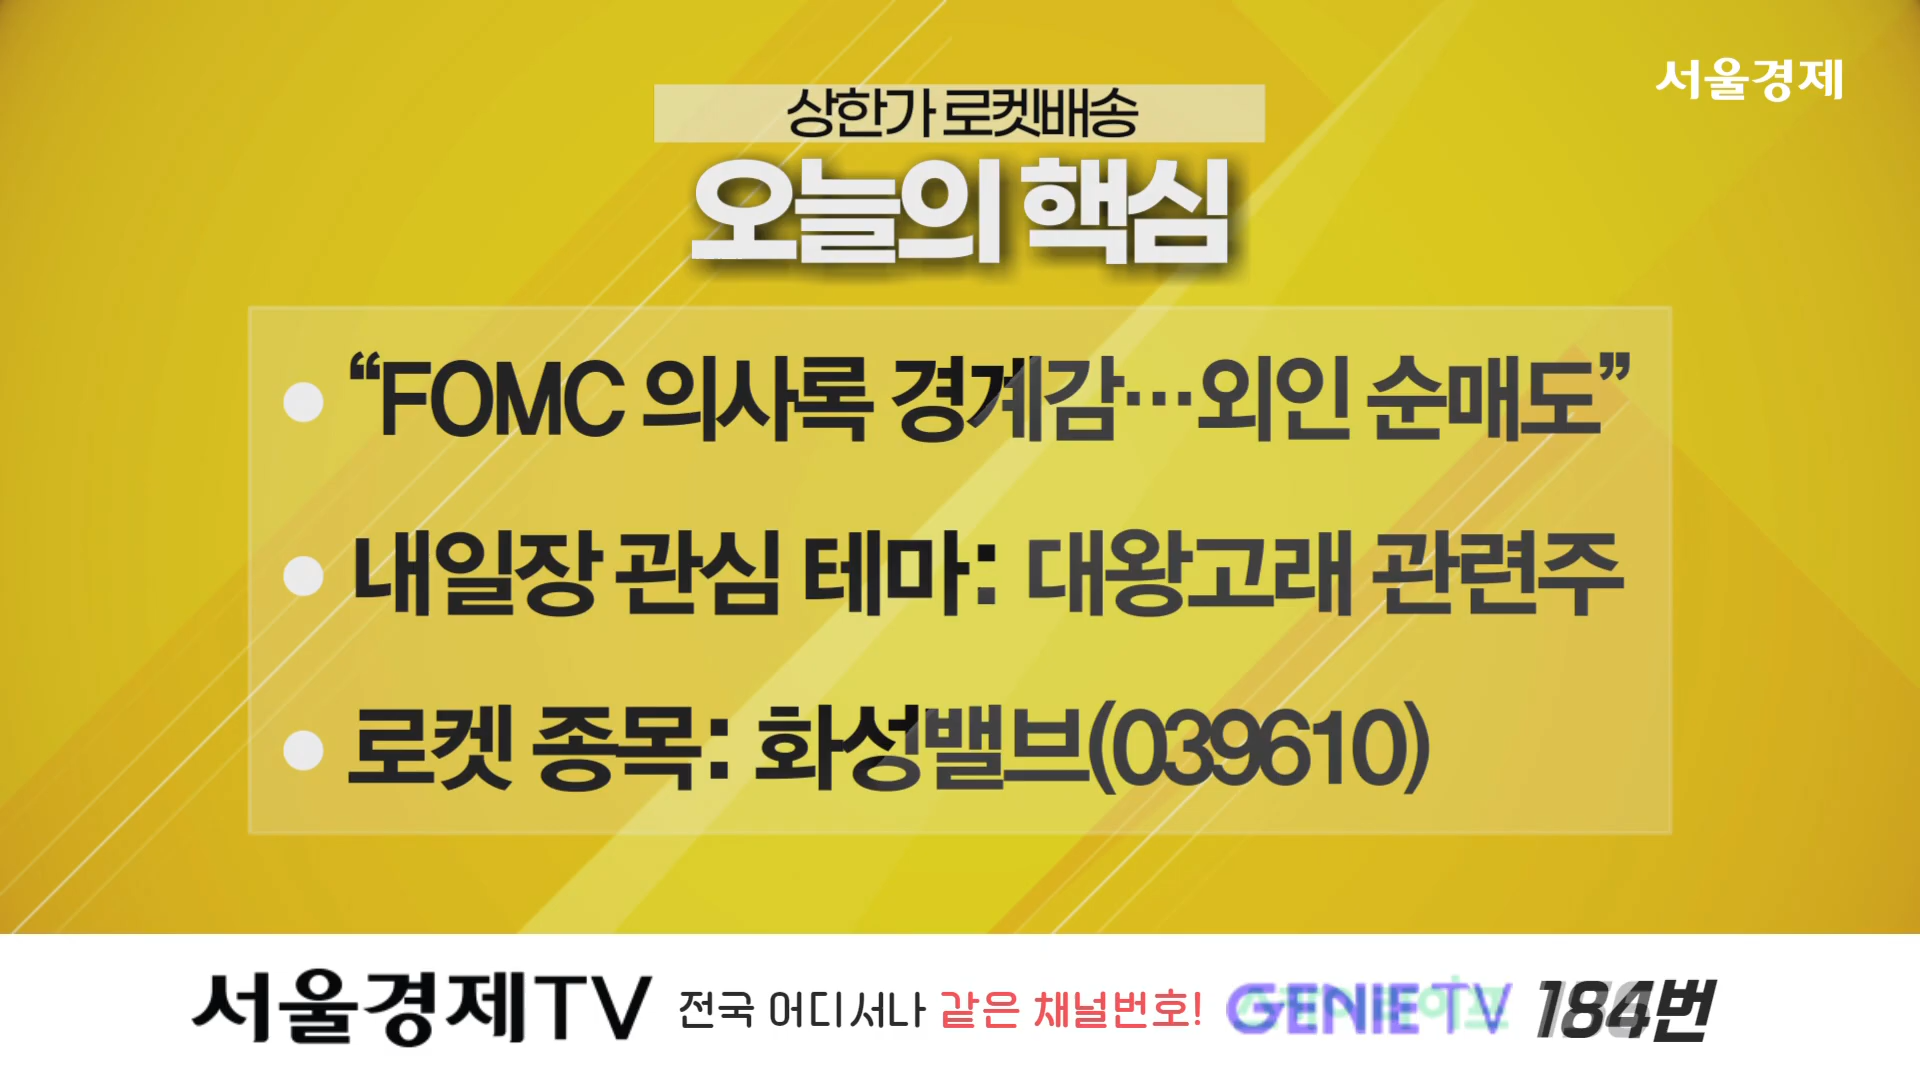 서울경제
상한가 로켓배송
오늘의 핵심
“FOMC 의사록 경계감…외인 순매도”
내일장 관심 테마: 대왕고래 관련주
로켓 종목: 화성밸브(039610)
서울경제TV 전국 어디서나 같은 채널번호! GENIE TV 184번